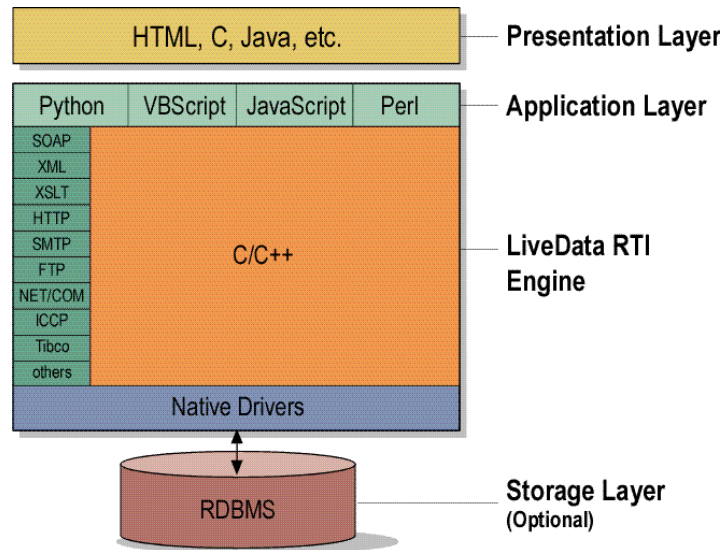 HTML, C, Java, etc.
Presentation Layer
Python VBScript JavaScript Perl
Application Layer
SOAP
XML
XSLT
HTTP
SMTP
FTP
NET/COM
ICCP
Tibco
others
C/C++
LiveData RTI
Engine
Native Drivers
RDBMS
Storage Layer
(Optional)